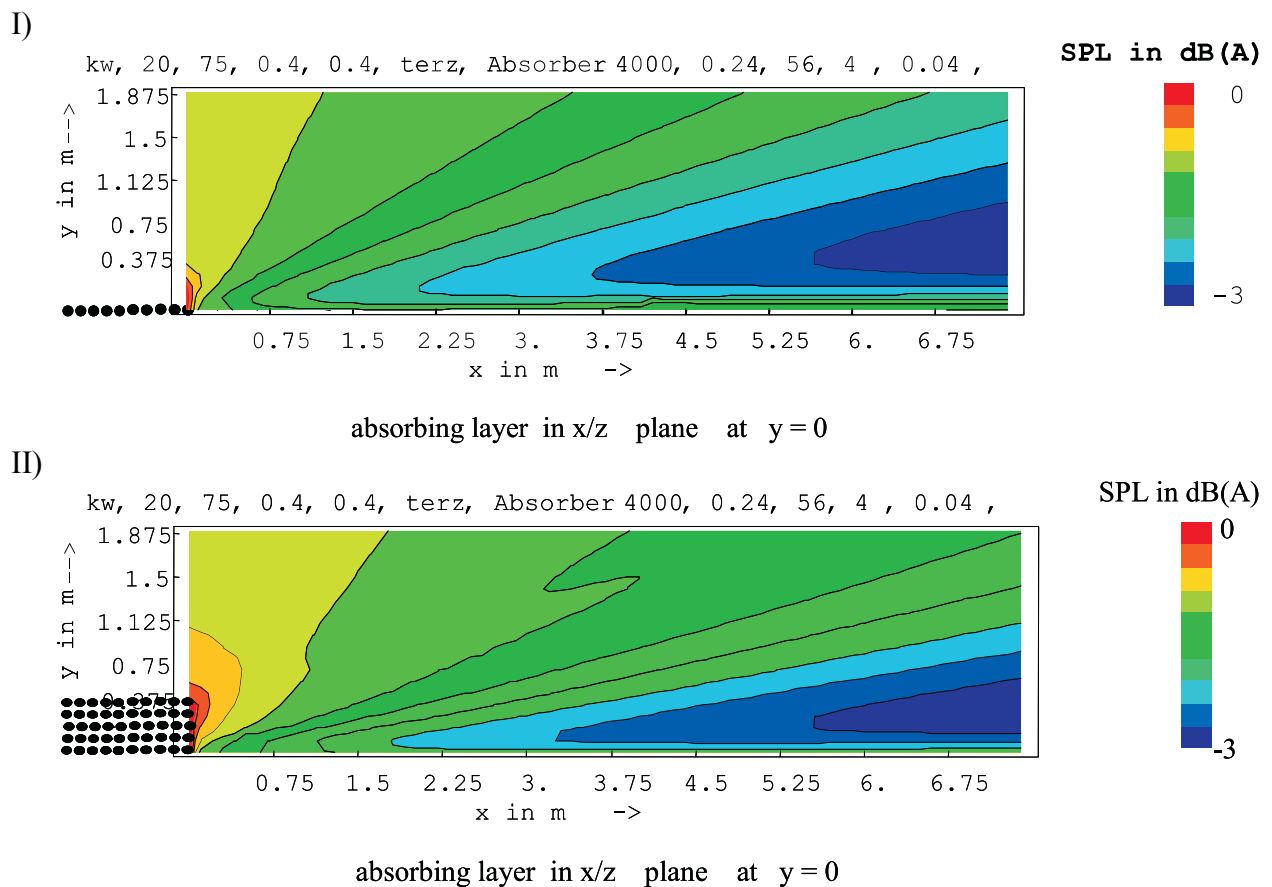 I)
kw, 20, 75, 0.4, 0.4, terz, Absorber 4000, 0.24, 56, 4 , 0.04 ,
SPL in dB(A)
0
-3
1.875
1.5
1.125
0.75
0.375
y in m-->
0.75 1.5 2.25 3. 3.75 4.5 5.25 6. 6.75
x in m ->
absorbing layer in x/z plane at y = 0
II)
kw, 20, 75, 0.4, 0.4, terz, Absorber 4000, 0.24, 56, 4 , 0.04 ,
SPL in dB(A)
0
-3
1.875
1.5
1.125
0.75
0.375
y in m-->
0.75 1.5 2.25 3. 3.75 4.5 5.25 6. 6.75
x in m ->
absorbing layer in x/z plane at y = 0